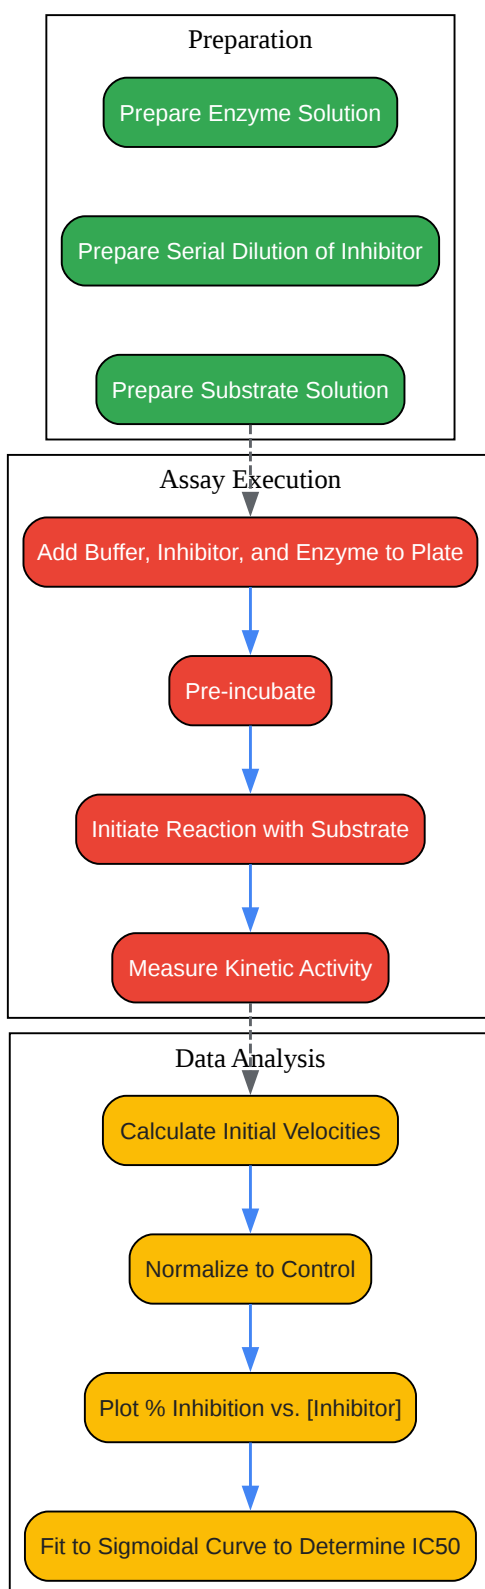 Preparation
Prepare Enzyme Solution
Prepare Serial Dilution of Inhibitor
Prepare Substrate Solution
Assay Execution
Add Buffer, Inhibitor, and Enzyme to Plate
Pre-incubate
Initiate Reaction with Substrate
Measure Kinetic Activity
Data Analysis
Calculate Initial Velocities
Normalize to Control
Plot % Inhibition vs. [Inhibitor]
Fit to Sigmoidal Curve to Determine IC50